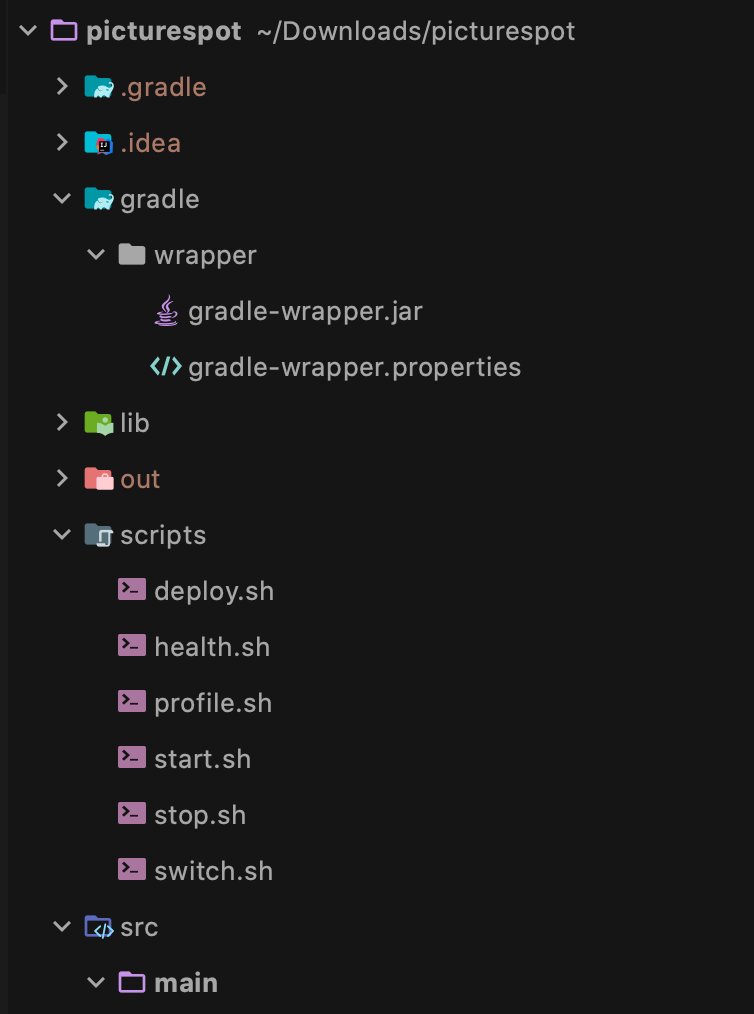 picturespot ~/Downloads/picturespot
.gradle
.idea
gradle
wrapper
gradle-wrapper.jar
gradle-wrapper.properties
lib
out
scripts
deploy.sh
health.sh
profile.sh
start.sh
stop.sh
switch.sh
src
main